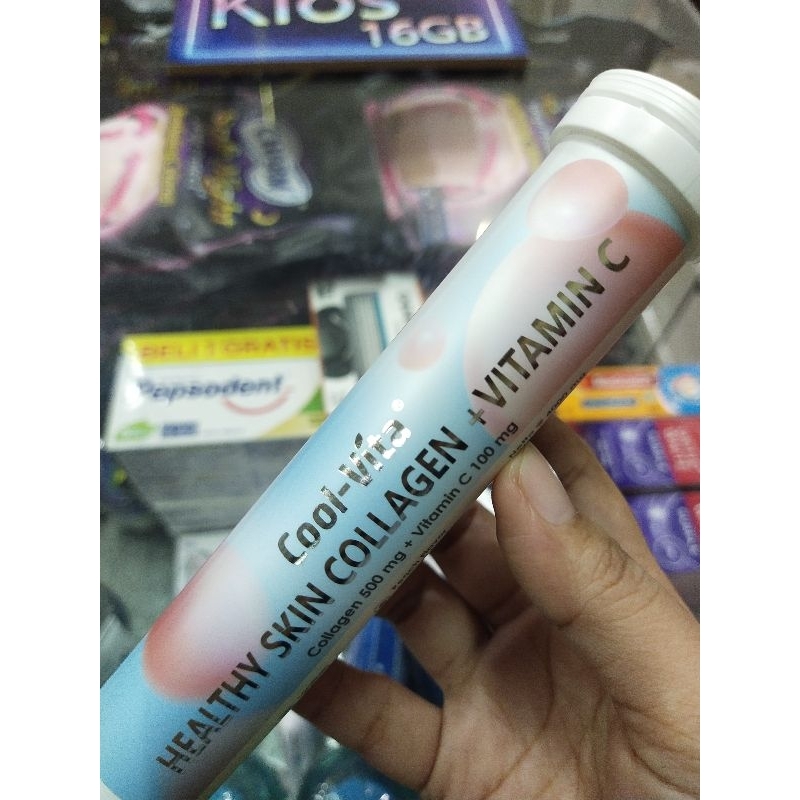 KIOS
16GB
BELI 1 GRATIS
Pepsodent
Cool-Vita®
HEALTHY SKIN COLLAGEN +VITAMIN C
Collagen 500 mg + Vitamin C 100 mg